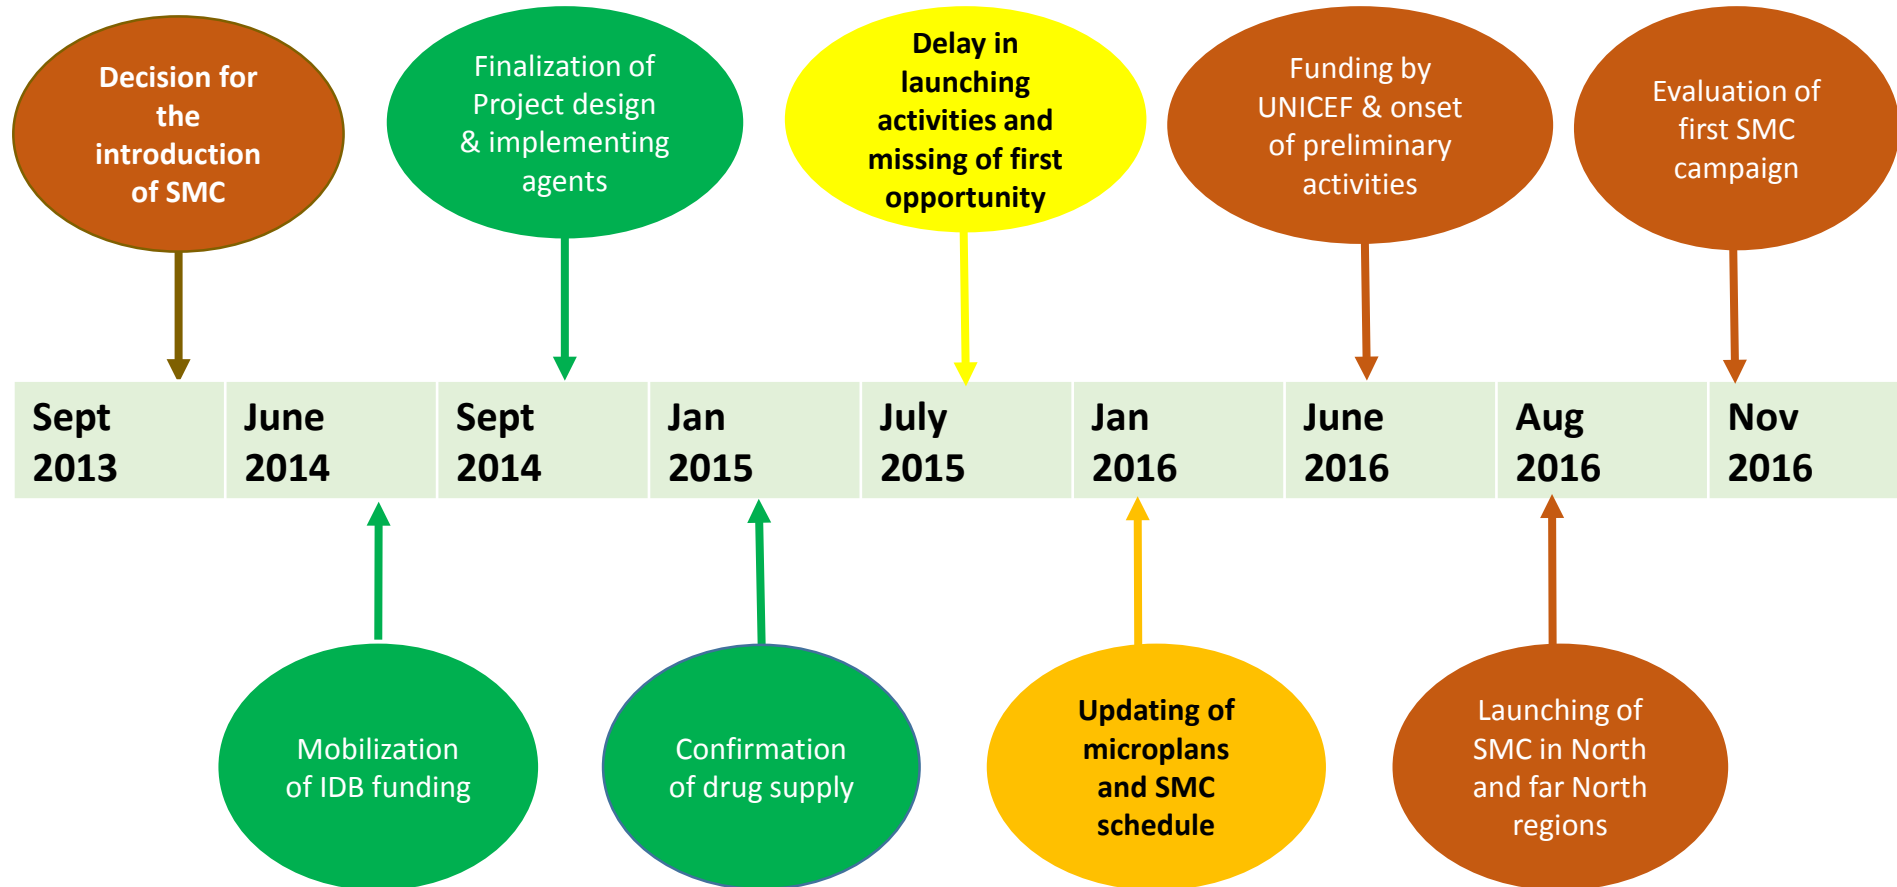 Decision for
the
introduction
of SMC
Finalization of
Project design
& implementing
agents
Delay in
launching
activities and
missing of first
opportunity
Funding by
UNICEF & onset
of preliminary
activities
Evaluation of
first SMC
campaign
Sept
2013
June
2014
Sept
2014
Jan
2015
July
2015
Jan
2016
June
2016
Aug
2016
Nov
2016
Mobilization
of IDB funding
Confirmation
of drug supply
Updating of
microplans
and SMC
schedule
Launching of
SMC in North
and far North
regions